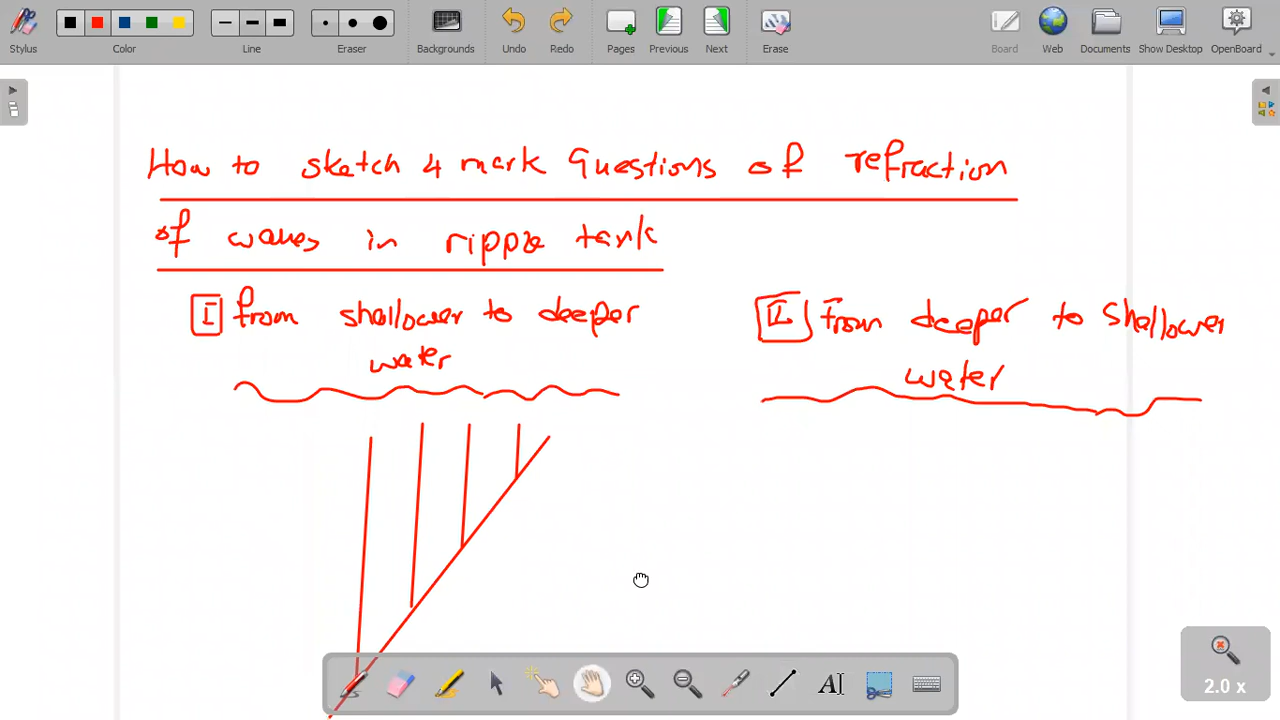 Stylus
Color
Line
Eraser
Backgrounds
Undo
Redo
Pages
Previous
Next
Erase
Board
Web
Documents
Show Desktop
OpenBoard
How to sketch 4 mark Questions of refraction
of waves in ripple tank
I from shallower to deeper
water
II From deeper to shallower
water
AI
2.0 x